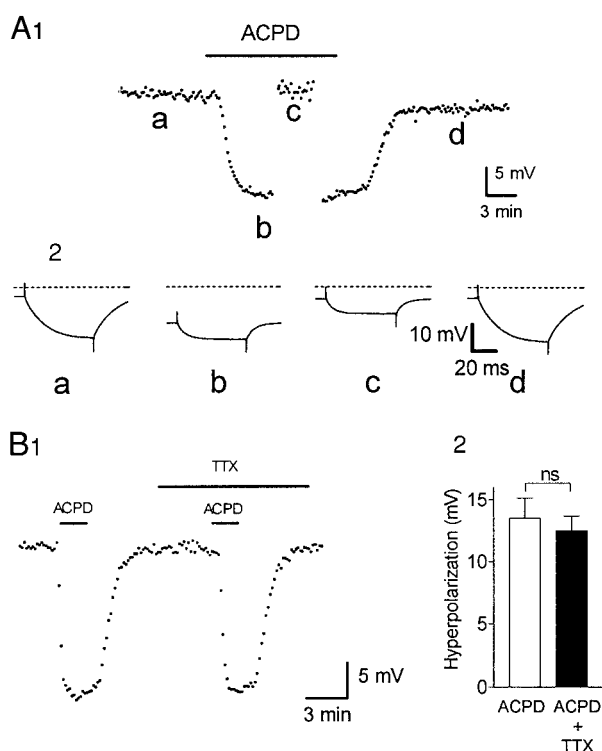 A1
ACPD
a
c
d
b
5 mV
3 min
2
10 mV
20 ms
a
b
c
d
B1
TTX
ACPD
ACPD
5 mV
3 min
2
ns
Hyperpolarization (mV)
15
10
5
0
ACPD
ACPD
+
TTX